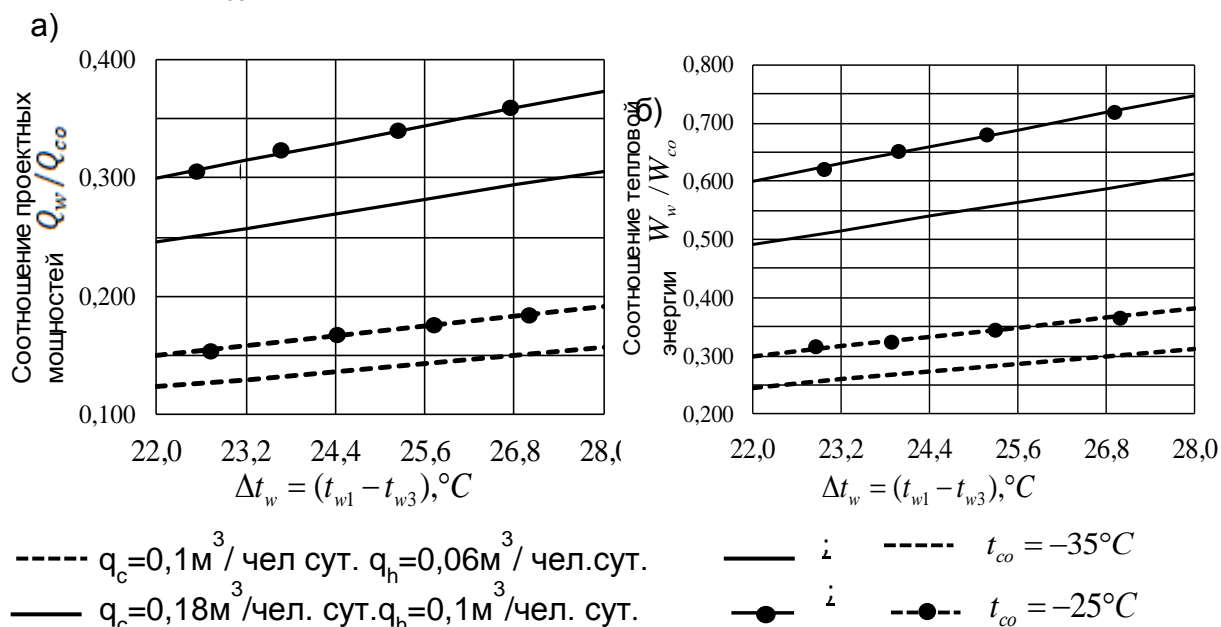 а)
0,400
0,300
0,200
0,100
Соотношение проектных
мощностей Q_w / Q_co
22,0 23,2 24,4 25,6 26,8 28,0
Δt_w = (t_w1 − t_w3), °C
б)
0,800
0,700
0,600
0,500
0,400
0,300
0,200
Соотношение тепловой
энергии W_w / W_co
22,0 23,2 24,4 25,6 26,8 28,0
Δt_w = (t_w1 − t_w3), °C
q_c=0,1м³/ чел сут. q_h=0,06м³/ чел.сут.
q_c=0,18м³/чел. сут.q_h=0,1м³/чел. сут.
; t_co = −35°C
; t_co = −25°C